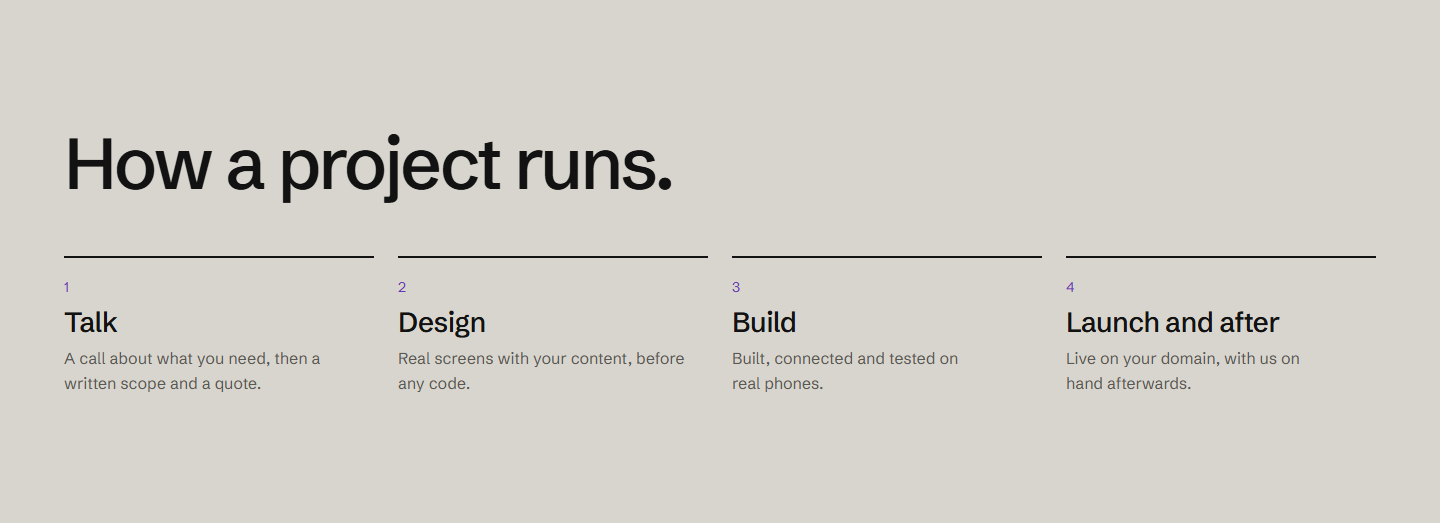 How a project runs.
1
Talk
A call about what you need, then a
written scope and a quote.
2
Design
Real screens with your content, before
any code.
3
Build
Built, connected and tested on
real phones.
4
Launch and after
Live on your domain, with us on
hand afterwards.